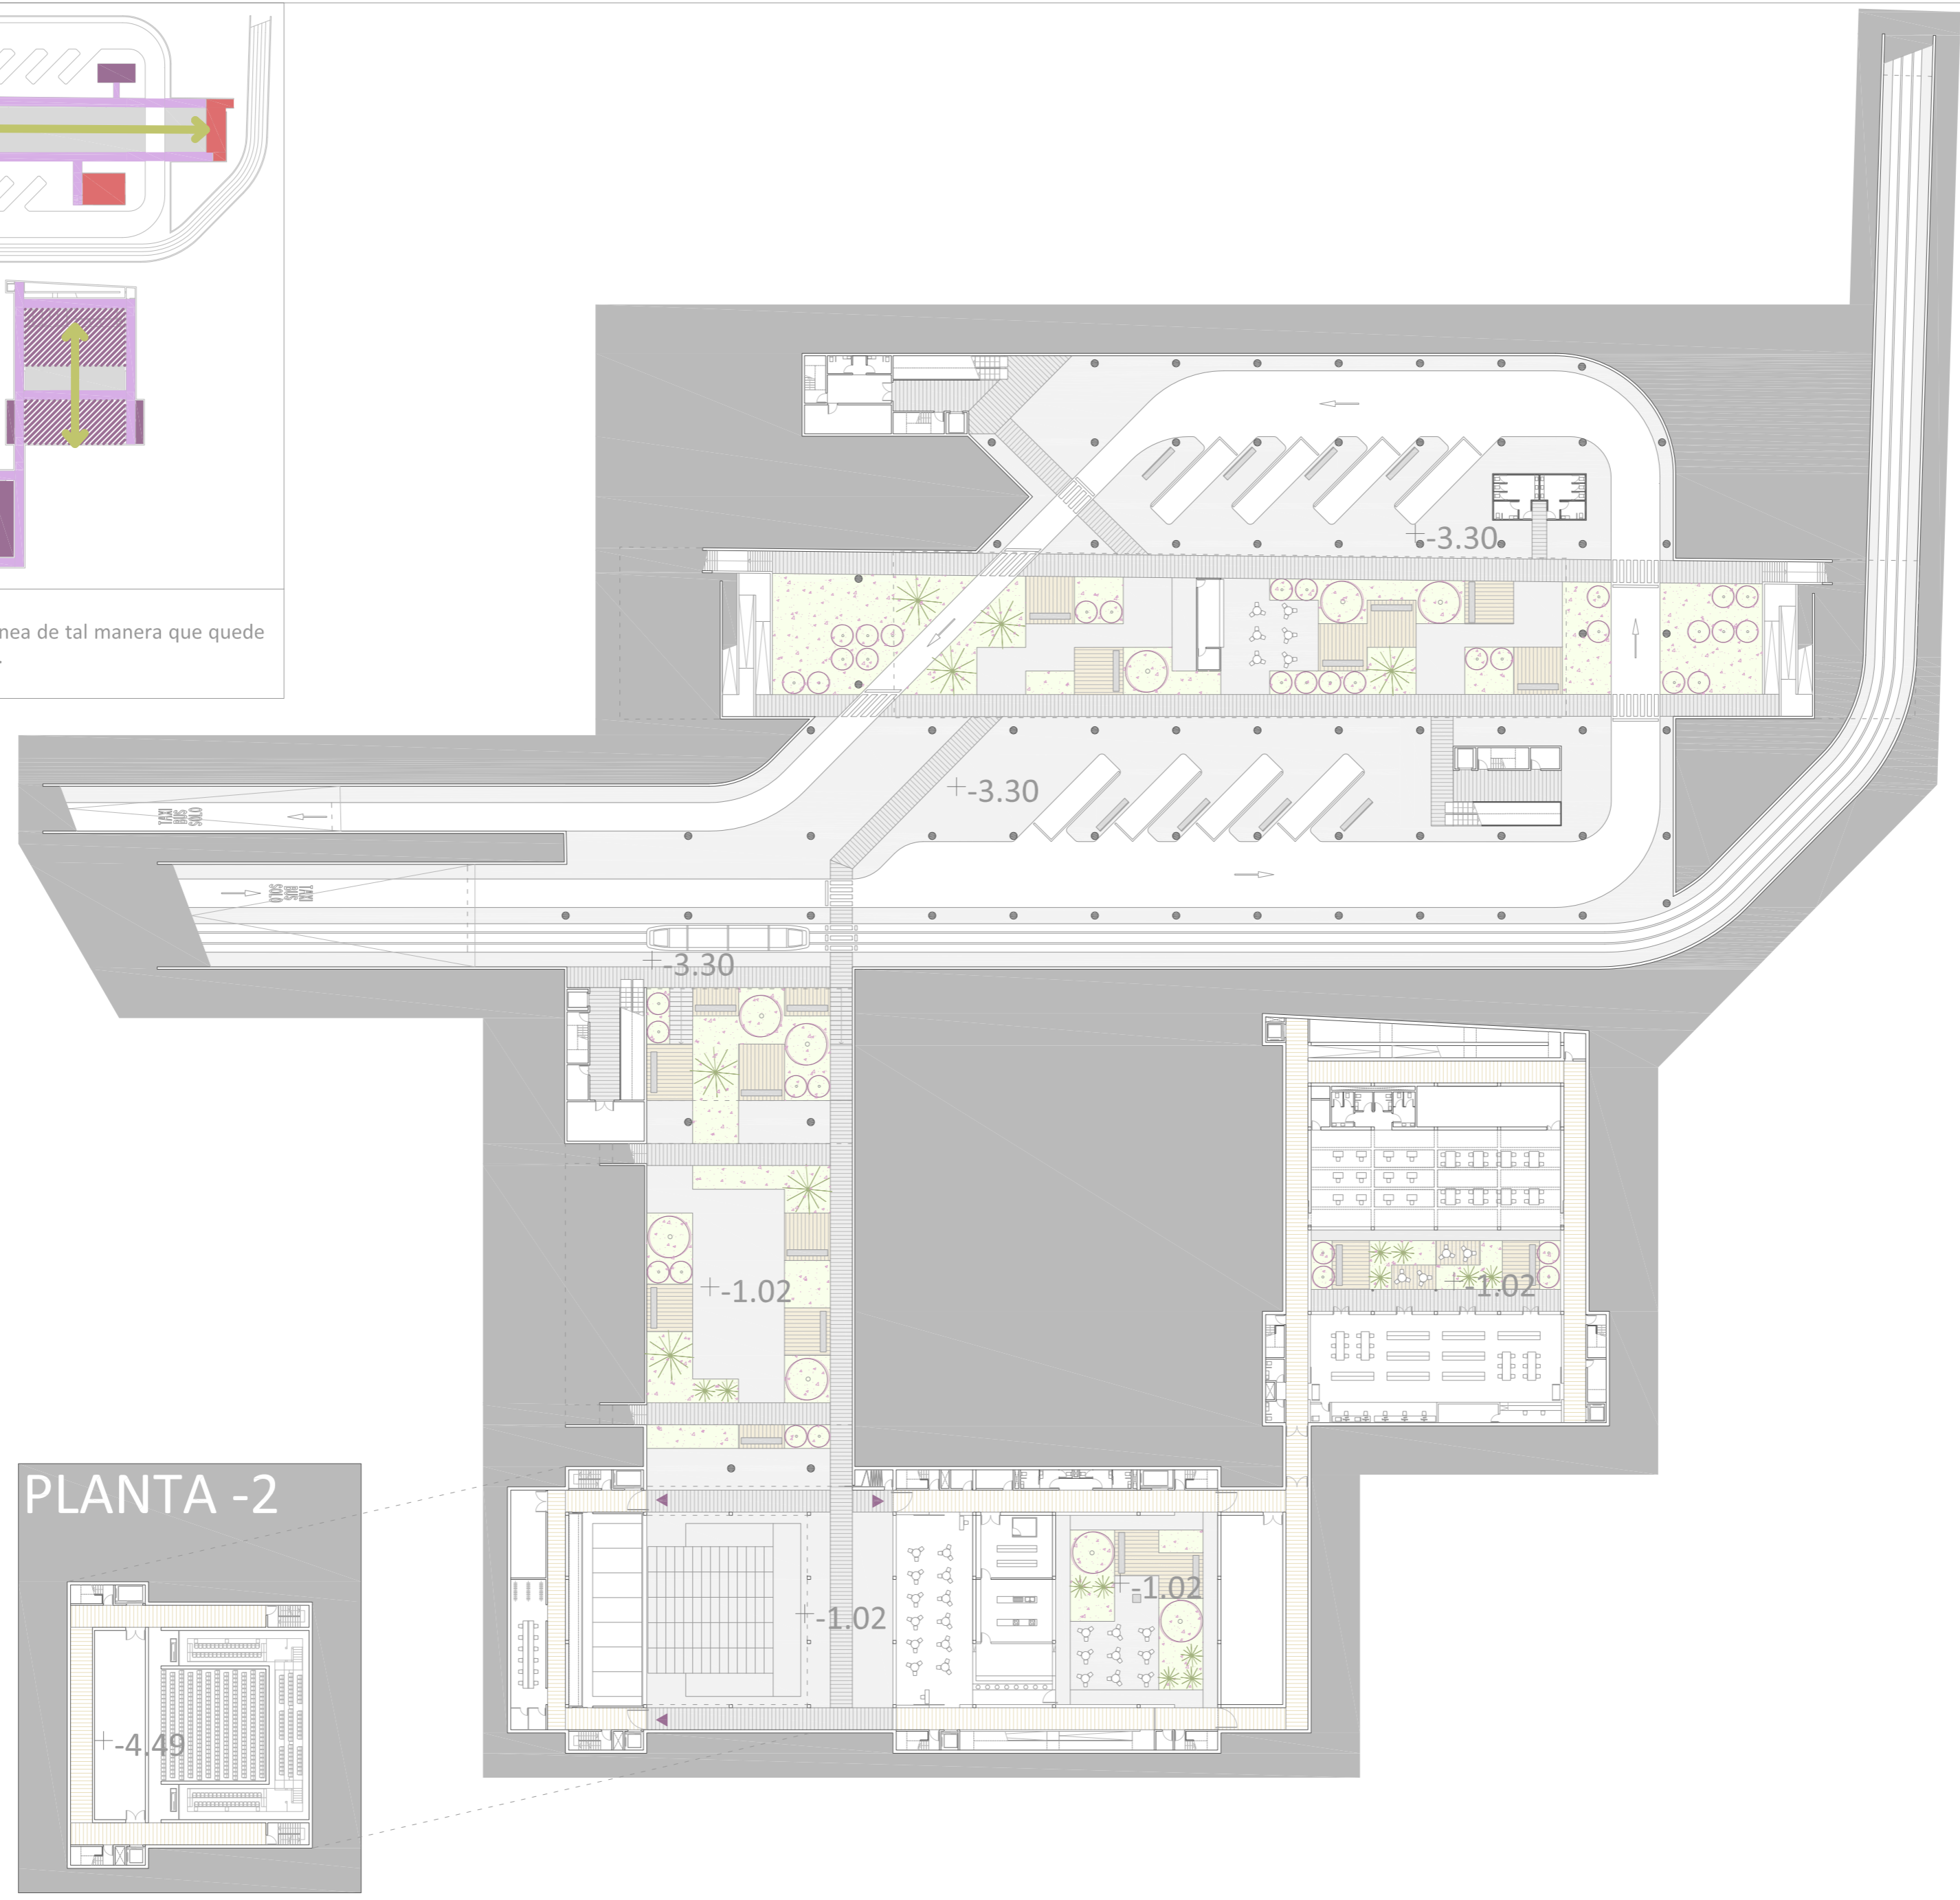 nea de tal manera que quede
.
-3.30
-3.30
TAXI
BUS
SOLO
SOLO
BUS
TAXI
-3.30
-1.02
-1.02
PLANTA -2
-1.02
-1.02
-4.49